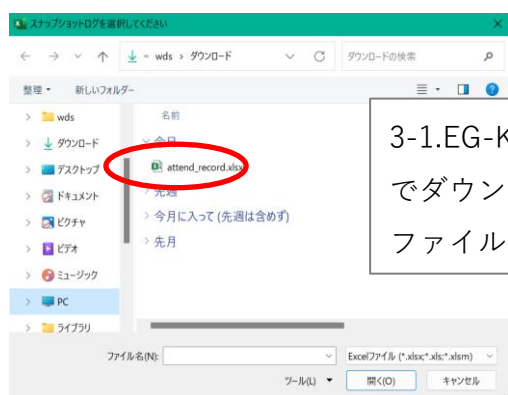 スナップショットログを選択してください
« wds › ダウンロード
ダウンロードの検索
整理
新しいフォルダー
wds
ダウンロード
デスクトップ
ドキュメント
ピクチャ
ビデオ
ミュージック
PC
ライブラリ
名前
今日
attend_record.xlsx
先週
今月に入って (先週は含めず)
先月
3-1.EG-K
でダウン
ファイル
ファイル名(N):
Excelファイル (*.xlsx;*.xls;*.xlsm)
ツール(L)
開く(O)
キャンセル